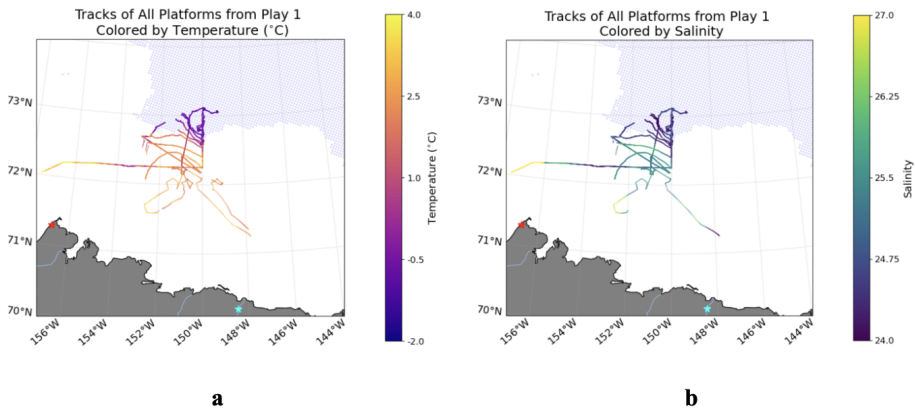 Tracks of All Platforms from Play 1
Colored by Temperature (°C)
4.0
2.5
1.0
-0.5
-2.0
Temperature (°C)
73°N
72°N
71°N
70°N
156°W
154°W
152°W
150°W
148°W
146°W
144°W
a
Tracks of All Platforms from Play 1
Colored by Salinity
27.0
26.25
25.5
24.75
24.0
Salinity
73°N
72°N
71°N
70°N
156°W
154°W
152°W
150°W
148°W
146°W
144°W
b